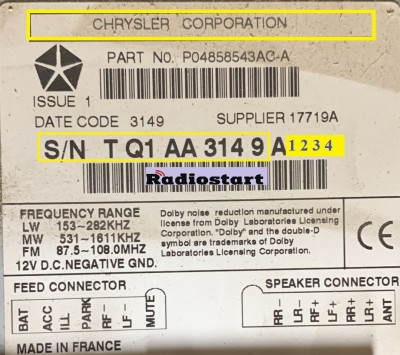 CHRYSLER CORPORATION
PART NO. P04858543AC-A
ISSUE 1
DATE CODE 3149 SUPPLIER 17719A
S/N T Q1 AA 3149 A 1234
Radiostart
FREQUENCY RANGE
LW 153~282KHZ
MW 531~1611KHZ
FM 87.5~108.0MHZ
12V D.C.NEGATIVE GND.
Dolby noise reduction manufactured under
license from Dolby Laboratories Licensing
Corporation. "Dolby" and the double-D
symbol are trademarks of Dolby
Laboratories Licensing Corporation.
CE
FEED CONNECTOR
BAT
ACC
ILL
PARK
RF-
LF-
MUTE
SPEAKER CONNECTOR
RR-
LR-
RF+
LF+
RR+
LR+
ANT
MADE IN FRANCE